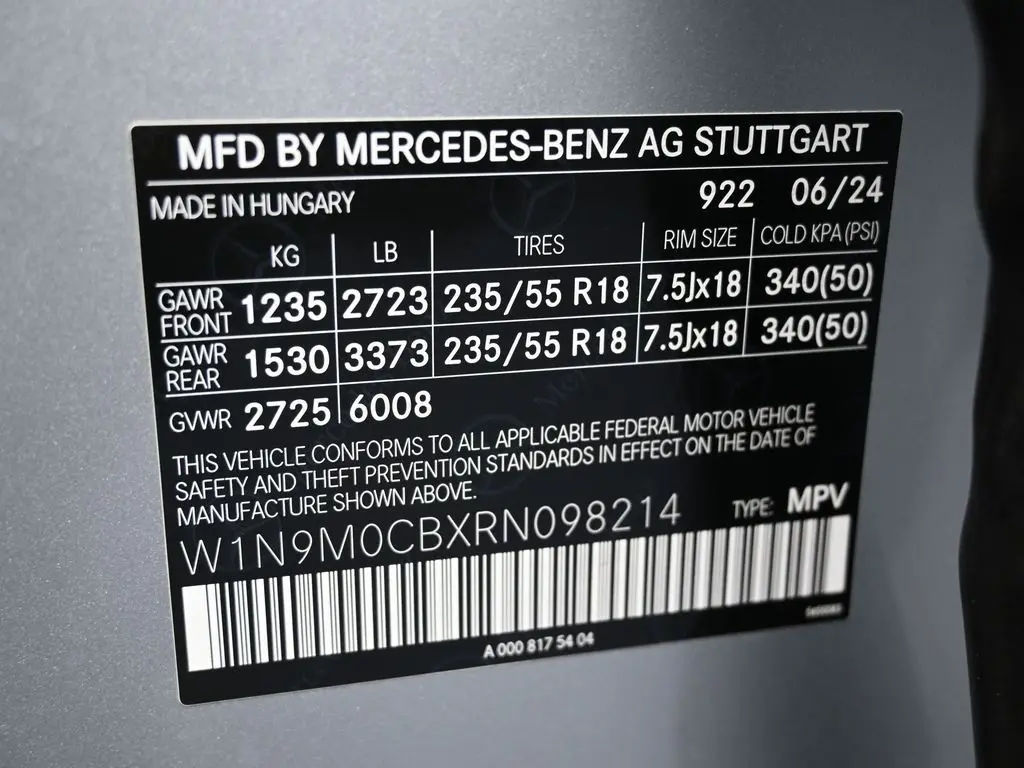 MFD BY MERCEDES-BENZ AG STUTTGART
MADE IN HUNGARY 922 06/24
KG LB TIRES RIM SIZE COLD KPA(PSI)
GAWR FRONT 1235 2723 235/55 R18 7.5Jx18 340(50)
GAWR REAR 1530 3373 235/55 R18 7.5Jx18 340(50)
GVWR 2725 6008
THIS VEHICLE CONFORMS TO ALL APPLICABLE FEDERAL MOTOR VEHICLE
SAFETY AND THEFT PREVENTION STANDARDS IN EFFECT ON THE DATE OF
MANUFACTURE SHOWN ABOVE.
W1N9M0CBXRN098214 TYPE: MPV
A 000 817 54 04